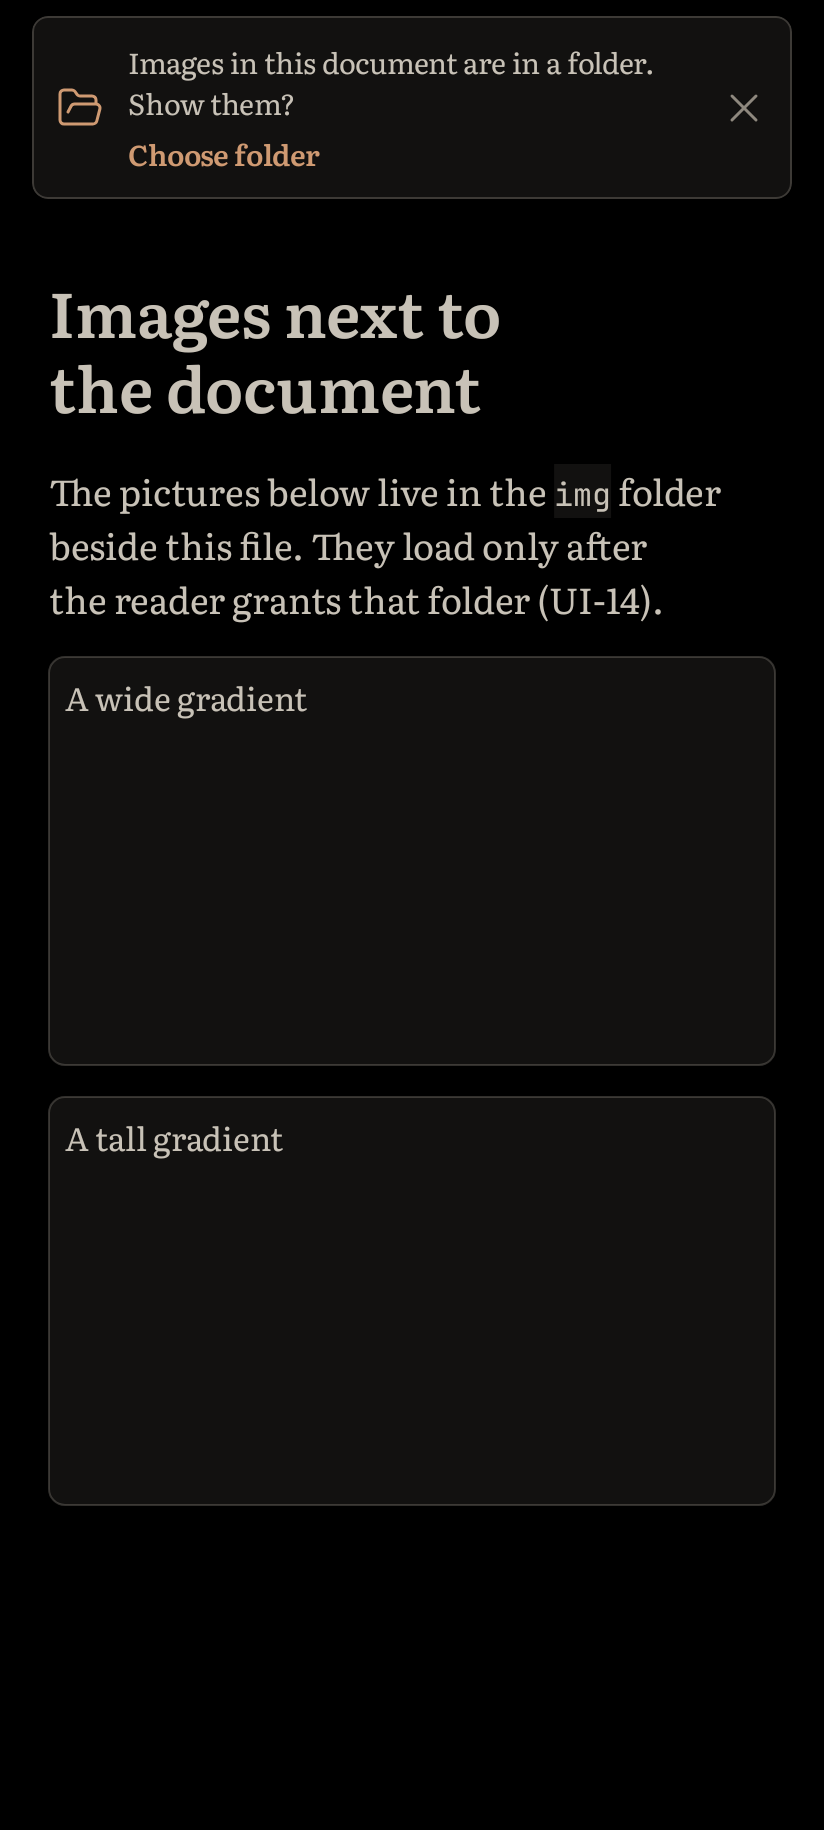 Images in this document are in a folder.
Show them?
Choose folder
Images next to
the document
The pictures below live in the img folder
beside this file. They load only after
the reader grants that folder (UI-14).
A wide gradient
A tall gradient